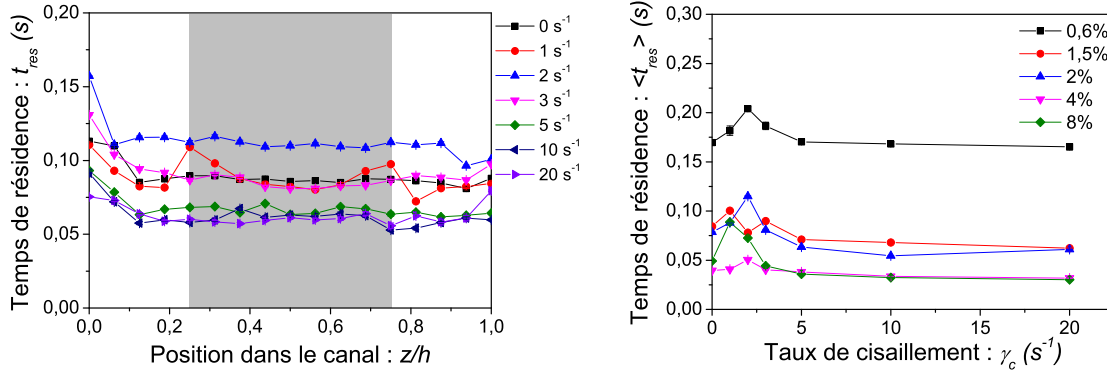 Temps de résidence : t_res (s)
0,20
0,15
0,10
0,05
0,00
0,0
0,2
0,4
0,6
0,8
1,0
Position dans le canal : z/h
0 s⁻¹
1 s⁻¹
2 s⁻¹
3 s⁻¹
5 s⁻¹
10 s⁻¹
20 s⁻¹
Temps de résidence : <t_res > (s)
0,30
0,25
0,20
0,15
0,10
0,05
0,00
0
5
10
15
20
Taux de cisaillement : γ_c (s⁻¹)
0,6%
1,5%
2%
4%
8%